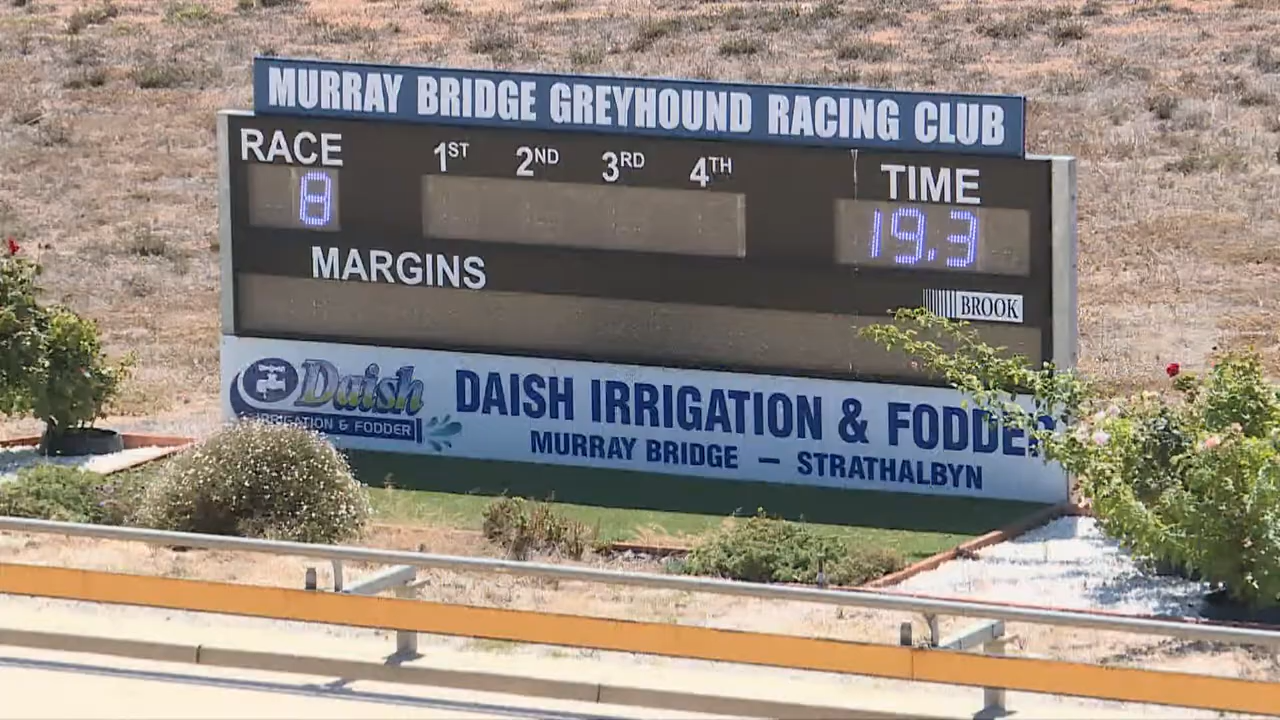 MURRAY BRIDGE GREYHOUND RACING CLUB
RACE 1ST 2ND 3RD 4TH TIME
8 19.3
MARGINS
BROOK
Daish
IRRIGATION & FODDER
DAISH IRRIGATION & FODDER
MURRAY BRIDGE — STRATHALBYN